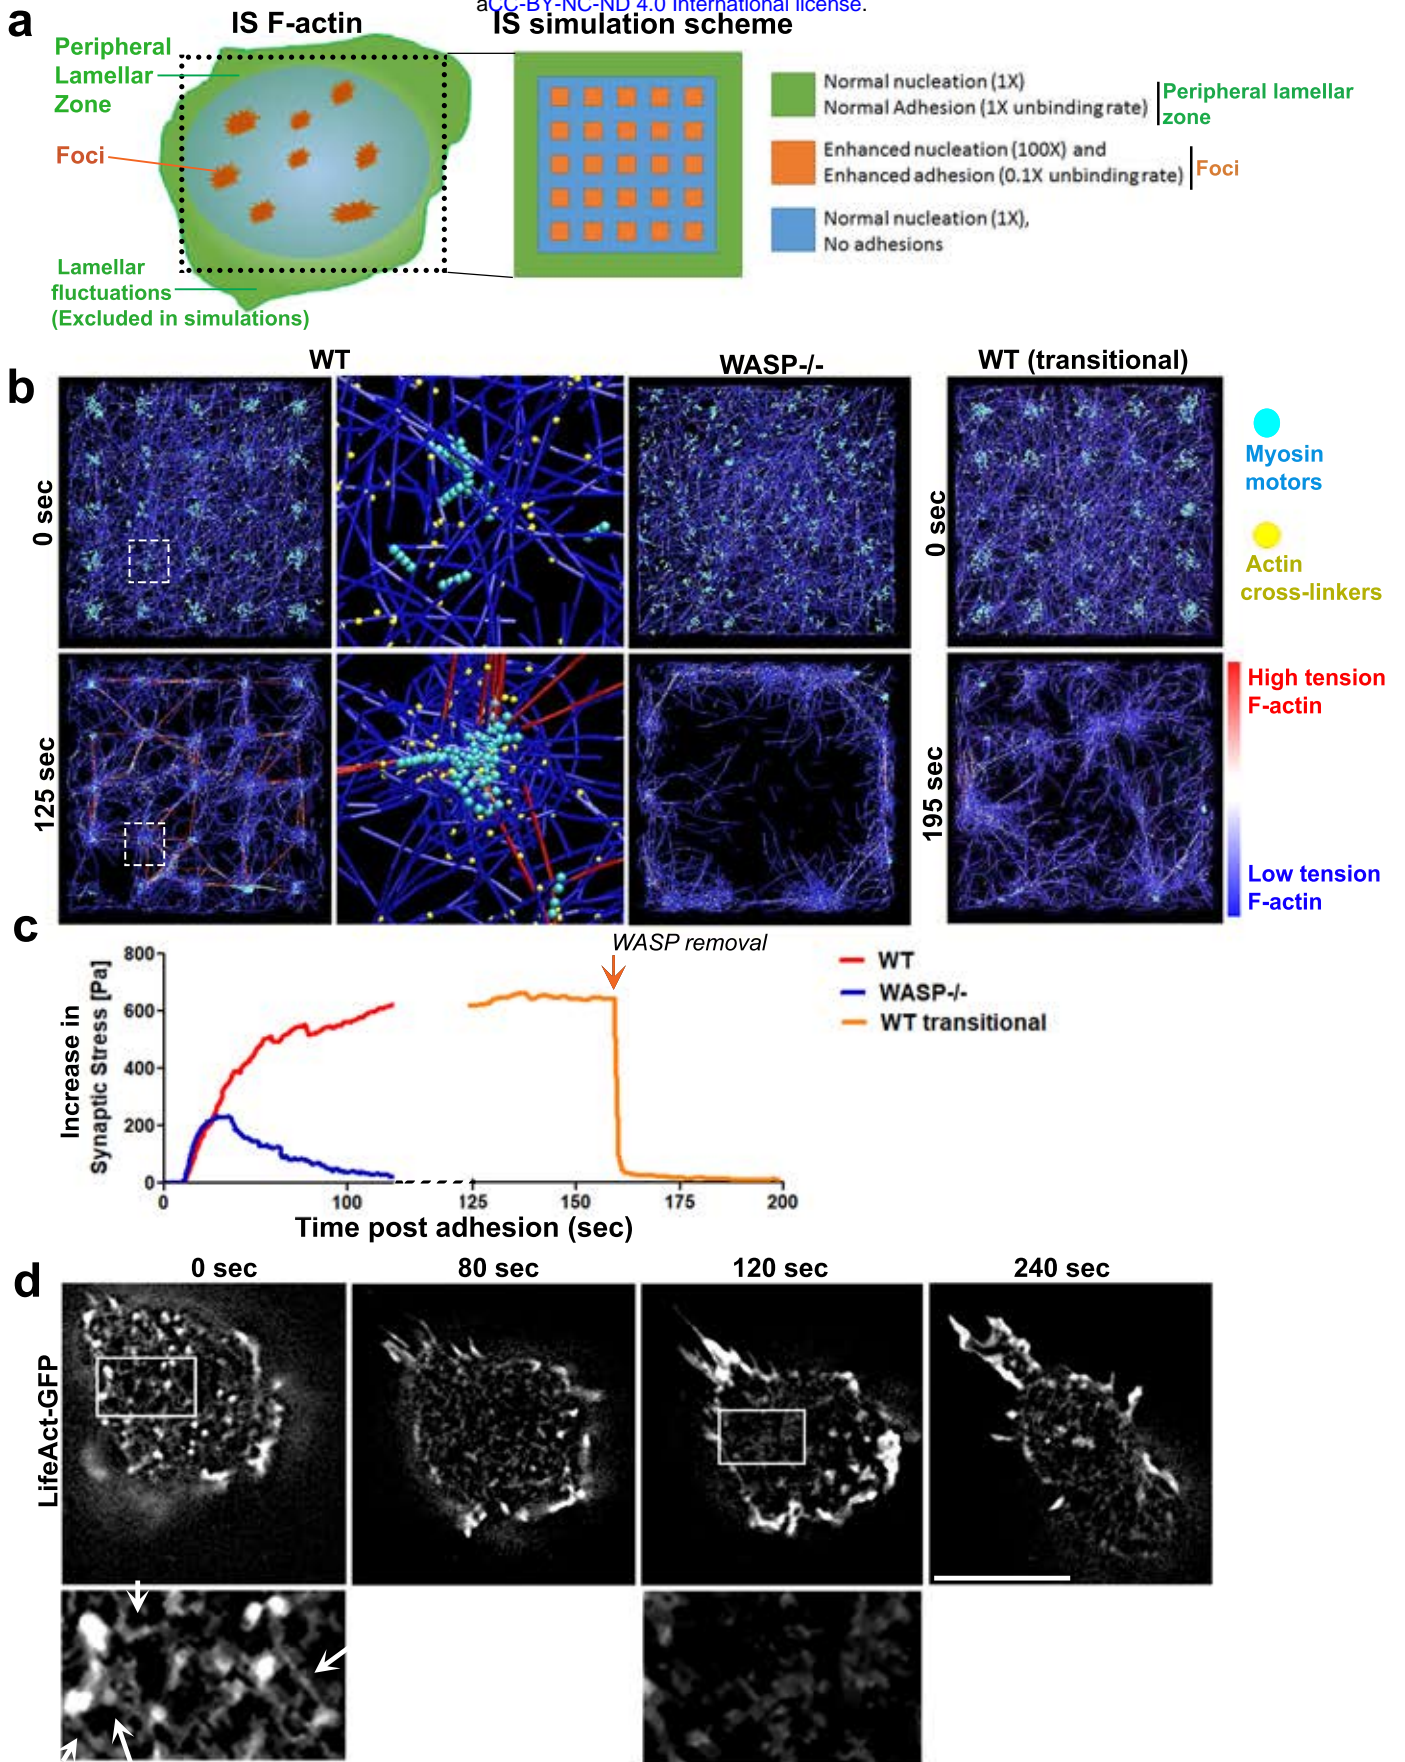 aCC-BY-NC-ND 4.0 International license.
a
IS F-actin
IS simulation scheme
Peripheral
Lamellar
Zone
Foci
Lamellar
fluctuations
(Excluded in simulations)
Normal nucleation (1X)
Normal Adhesion (1X unbinding rate)
Peripheral lamellar
zone
Enhanced nucleation (100X) and
Enhanced adhesion (0.1X unbinding rate)
Foci
Normal nucleation (1X),
No adhesions
b
WT
WASP-/-
WT (transitional)
0 sec
0 sec
Myosin
motors
Actin
cross-linkers
125 sec
195 sec
High tension
F-actin
Low tension
F-actin
c
WASP removal
Increase in
Synaptic Stress [Pa]
800
600
400
200
0
0
100
125
150
175
200
Time post adhesion (sec)
WT
WASP-/-
WT transitional
d
0 sec
80 sec
120 sec
240 sec
LifeAct-GFP